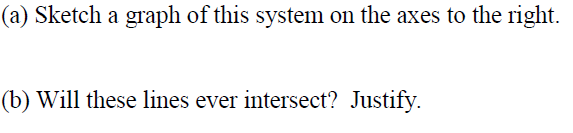 (a) Sketch a graph of this system on the axes to the right.
(b) Will these lines ever intersect? Justify.